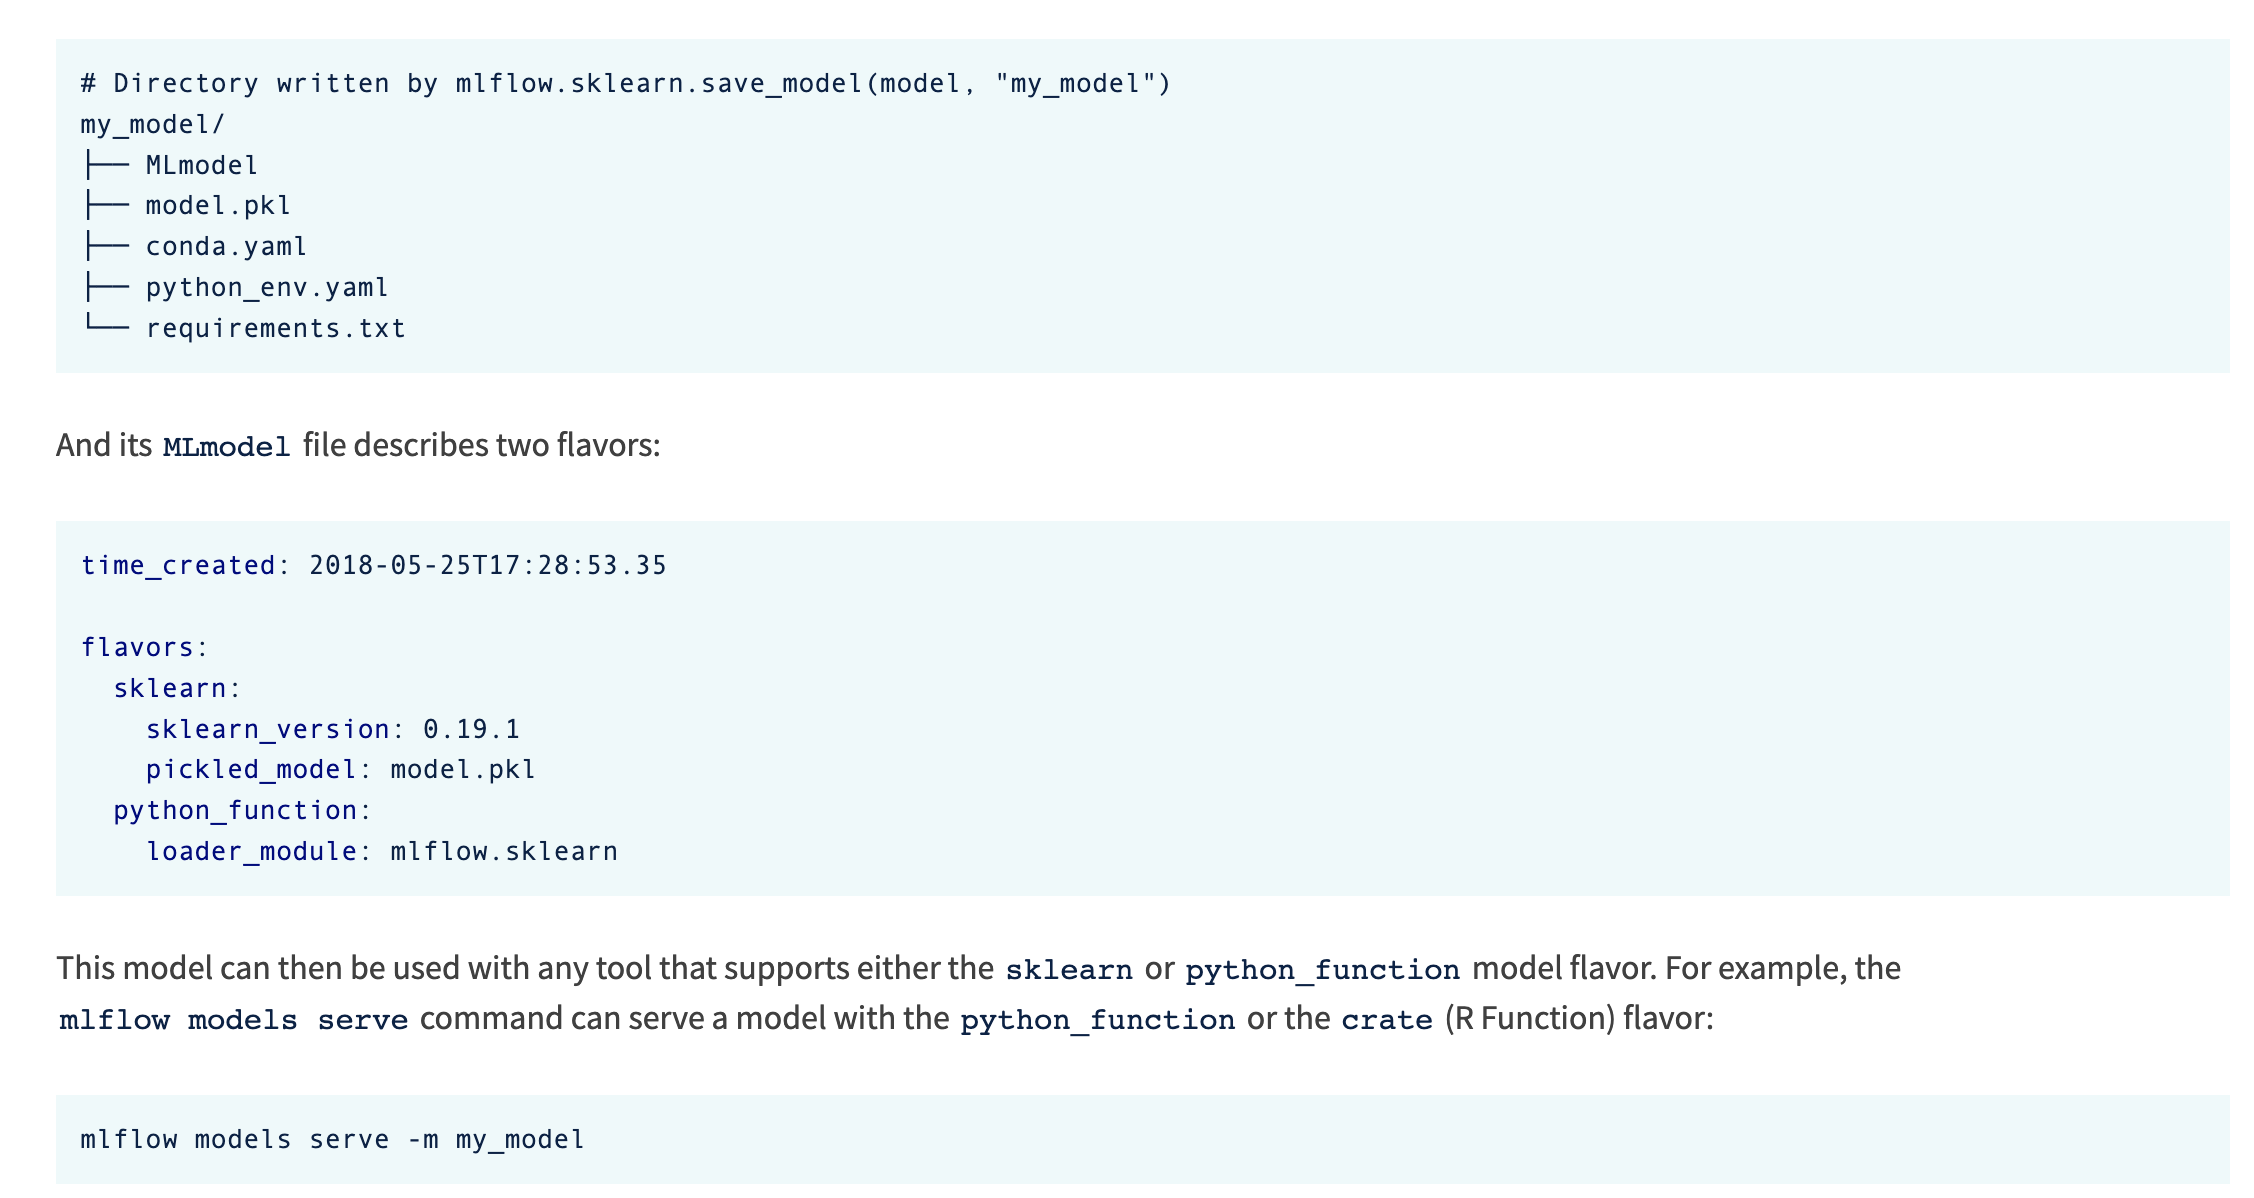 # Directory written by mlflow.sklearn.save_model(model, "my_model")
my_model/
├── MLmodel
├── model.pkl
├── conda.yaml
├── python_env.yaml
└── requirements.txt
And its MLmodel file describes two flavors:
time_created: 2018-05-25T17:28:53.35
flavors:
  sklearn:
    sklearn_version: 0.19.1
    pickled_model: model.pkl
  python_function:
    loader_module: mlflow.sklearn
This model can then be used with any tool that supports either the sklearn or python_function model flavor. For example, the
mlflow models serve command can serve a model with the python_function or the crate (R Function) flavor:
mlflow models serve -m my_model